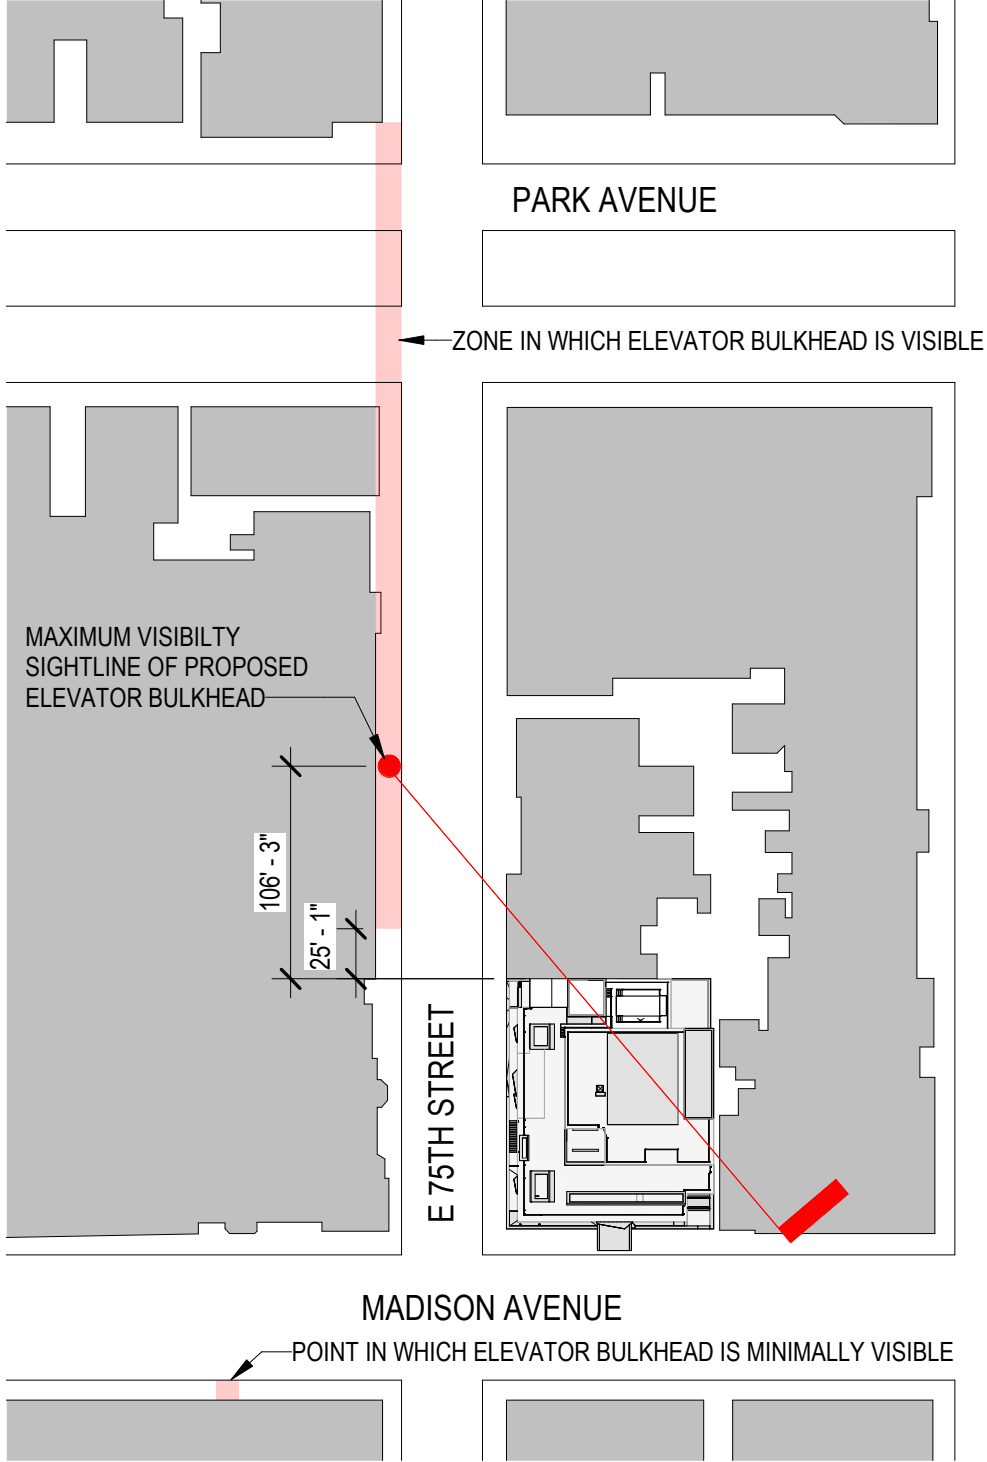 PARK AVENUE
ZONE IN WHICH ELEVATOR BULKHEAD IS VISIBLE
MAXIMUM VISIBILTY
SIGHTLINE OF PROPOSED
ELEVATOR BULKHEAD
106' - 3"
25' - 1"
E 75TH STREET
MADISON AVENUE
POINT IN WHICH ELEVATOR BULKHEAD IS MINIMALLY VISIBLE